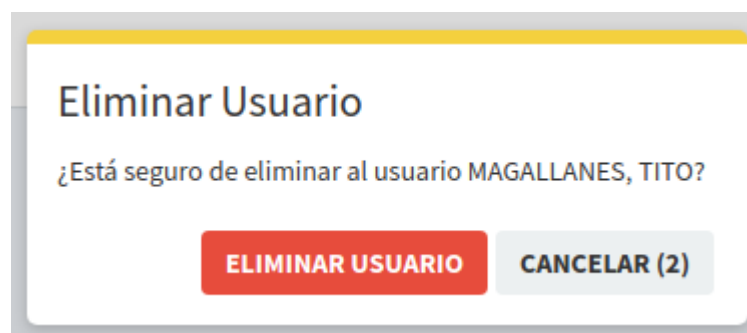 Eliminar Usuario
¿Está seguro de eliminar al usuario MAGALLANES, TITO?
ELIMINAR USUARIO CANCELAR (2)